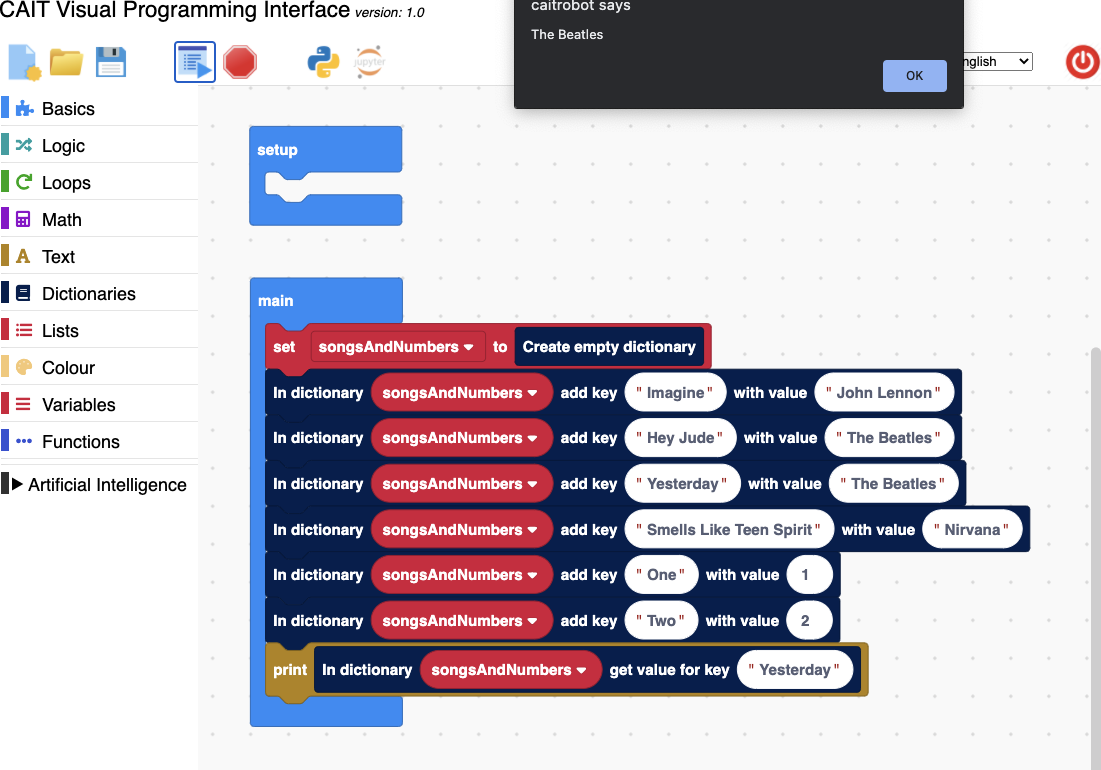 CAIT Visual Programming Interface version: 1.0
caitrobot says
The Beatles
OK
jupyter
nglish
Basics
Logic
Loops
Math
Text
Dictionaries
Lists
Colour
Variables
Functions
Artificial Intelligence
setup
main
set songsAndNumbers to Create empty dictionary
In dictionary songsAndNumbers add key "Imagine" with value "John Lennon"
In dictionary songsAndNumbers add key "Hey Jude" with value "The Beatles"
In dictionary songsAndNumbers add key "Yesterday" with value "The Beatles"
In dictionary songsAndNumbers add key "Smells Like Teen Spirit" with value "Nirvana"
In dictionary songsAndNumbers add key "One" with value 1
In dictionary songsAndNumbers add key "Two" with value 2
print In dictionary songsAndNumbers get value for key "Yesterday"